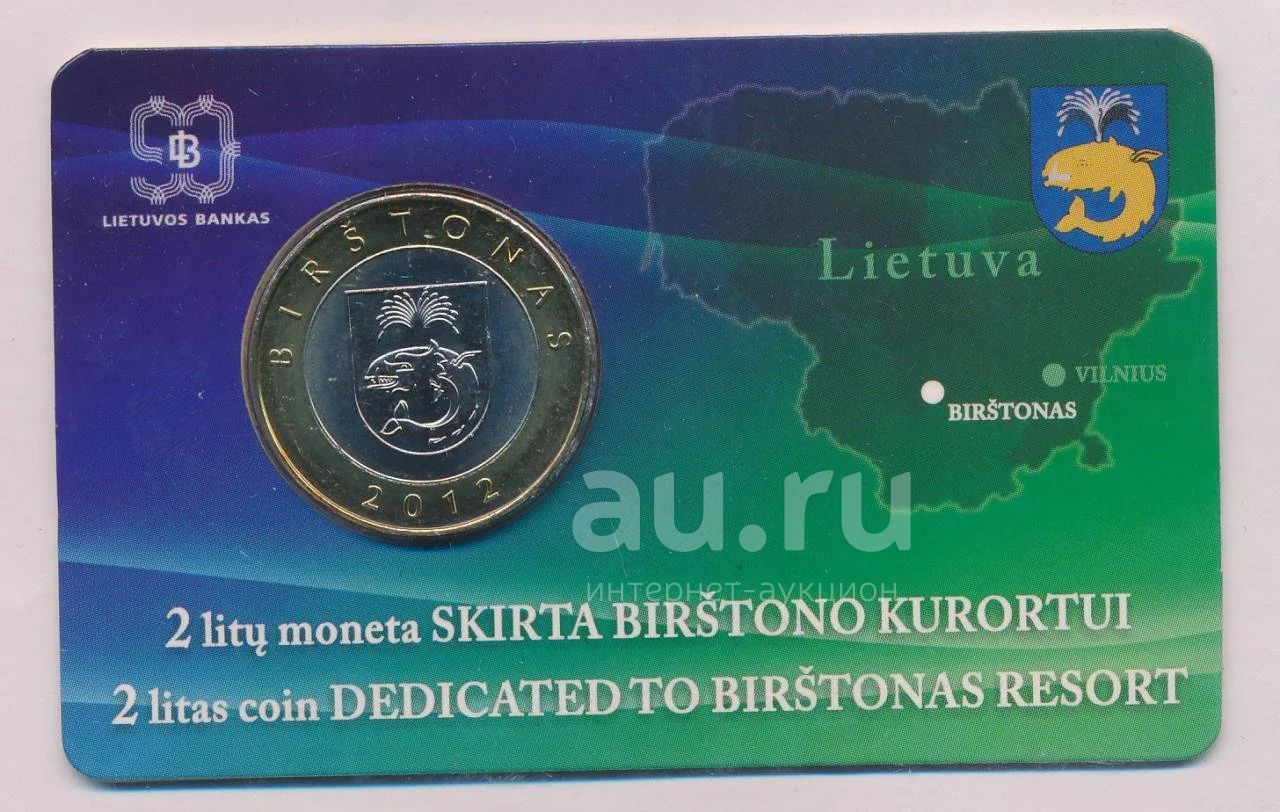 LB
LIETUVOS BANKAS
BIRŠTONAS
2012
Lietuva
VILNIUS
BIRŠTONAS
au.ru
интернет-аукцион
2 litų moneta SKIRTA BIRŠTONO KURORTUI
2 litas coin DEDICATED TO BIRŠTONAS RESORT